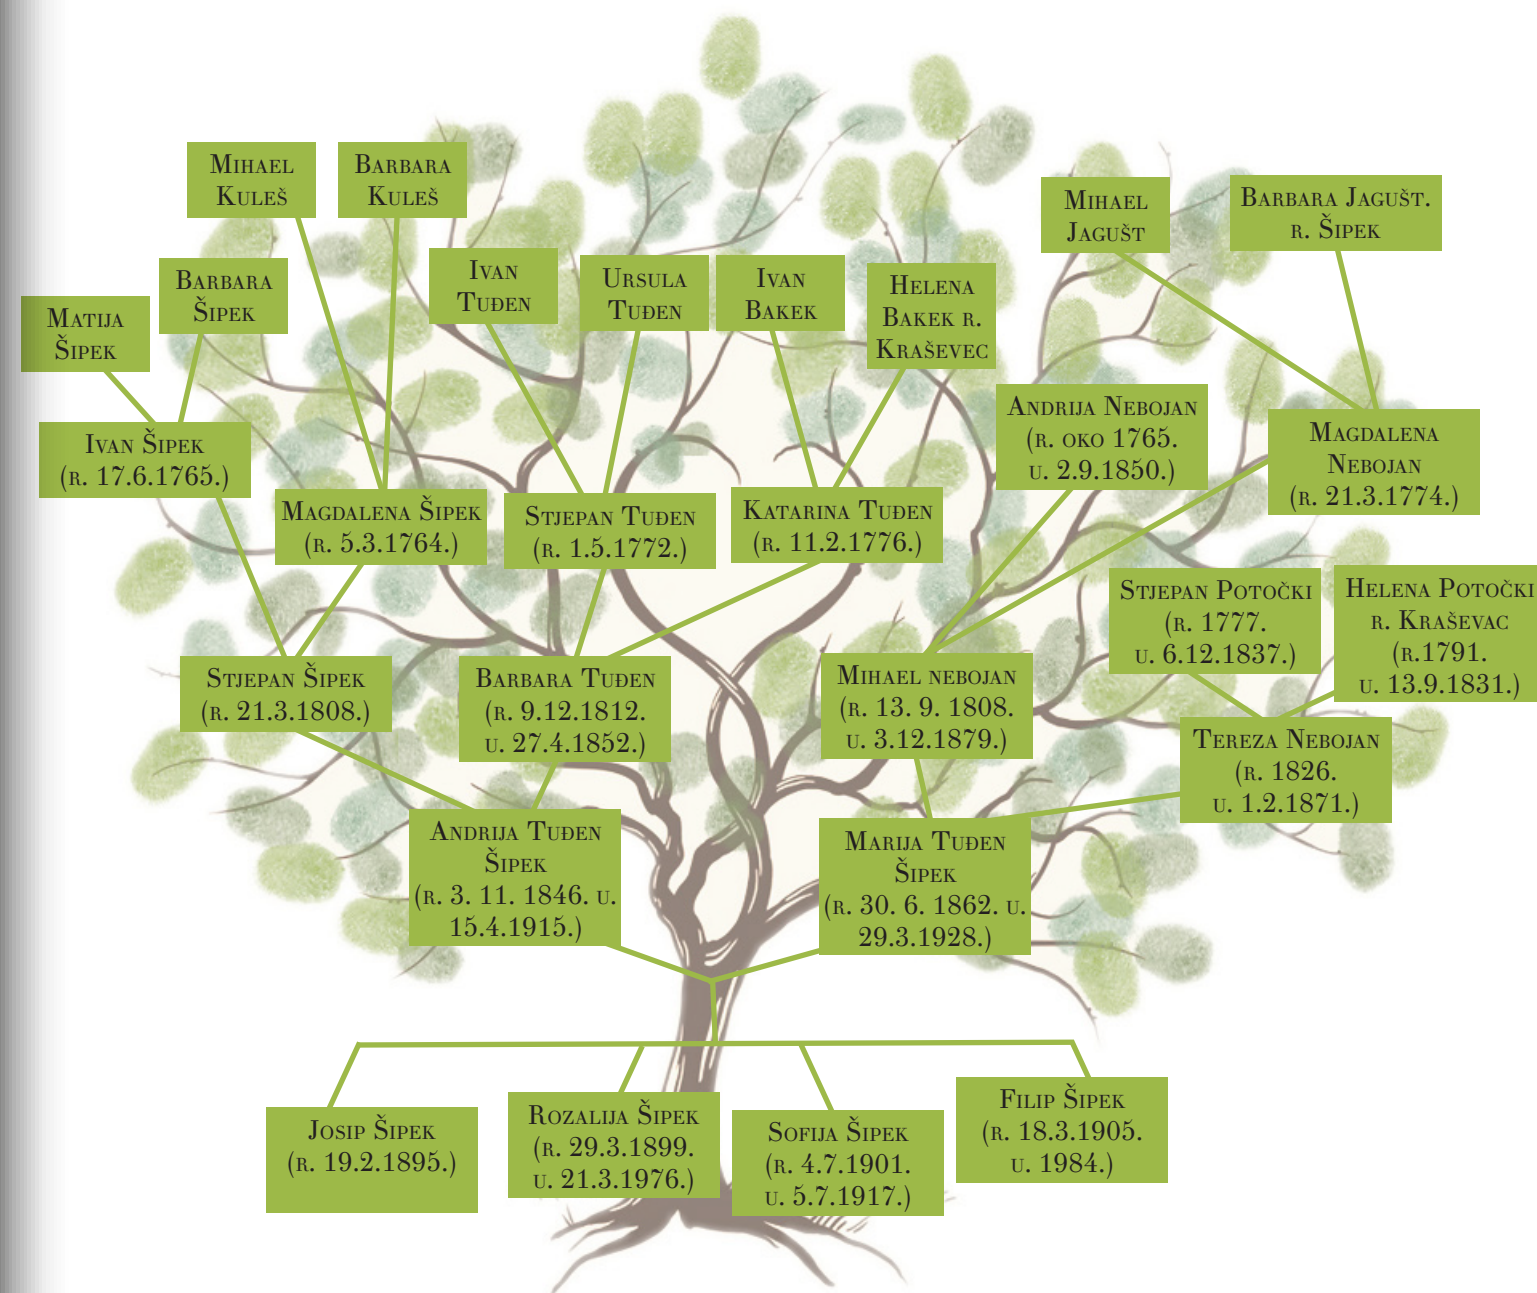 Mihael
Kuleš
Barbara
Kuleš
Mihael
Jagušt
Barbara Jagušt.
r. Šipek
Matija
Šipek
Barbara
Šipek
Ivan
Tuđen
Ursula
Tuđen
Ivan
Bakek
Helena
Bakek r.
Kraševec
Andrija Nebojan
(r. oko 1765.
u. 2.9.1850.)
Magdalena
Nebojan
(r. 21.3.1774.)
Ivan Šipek
(r. 17.6.1765.)
Magdalena Šipek
(r. 5.3.1764.)
Stjepan Tuđen
(r. 1.5.1772.)
Katarina Tuđen
(r. 11.2.1776.)
Stjepan Potočki
(r. 1777.
u. 6.12.1837.)
Helena Potočki
r. Kraševac
(r.1791.
u. 13.9.1831.)
Stjepan Šipek
(r. 21.3.1808.)
Barbara Tuđen
(r. 9.12.1812.
u. 27.4.1852.)
Mihael nebojan
(r. 13. 9. 1808.
u. 3.12.1879.)
Tereza Nebojan
(r. 1826.
u. 1.2.1871.)
Andrija Tuđen
Šipek
(r. 3. 11. 1846. u.
15.4.1915.)
Marija Tuđen
Šipek
(r. 30. 6. 1862. u.
29.3.1928.)
Josip Šipek
(r. 19.2.1895.)
Rozalija Šipek
(r. 29.3.1899.
u. 21.3.1976.)
Sofija Šipek
(r. 4.7.1901.
u. 5.7.1917.)
Filip Šipek
(r. 18.3.1905.
u. 1984.)